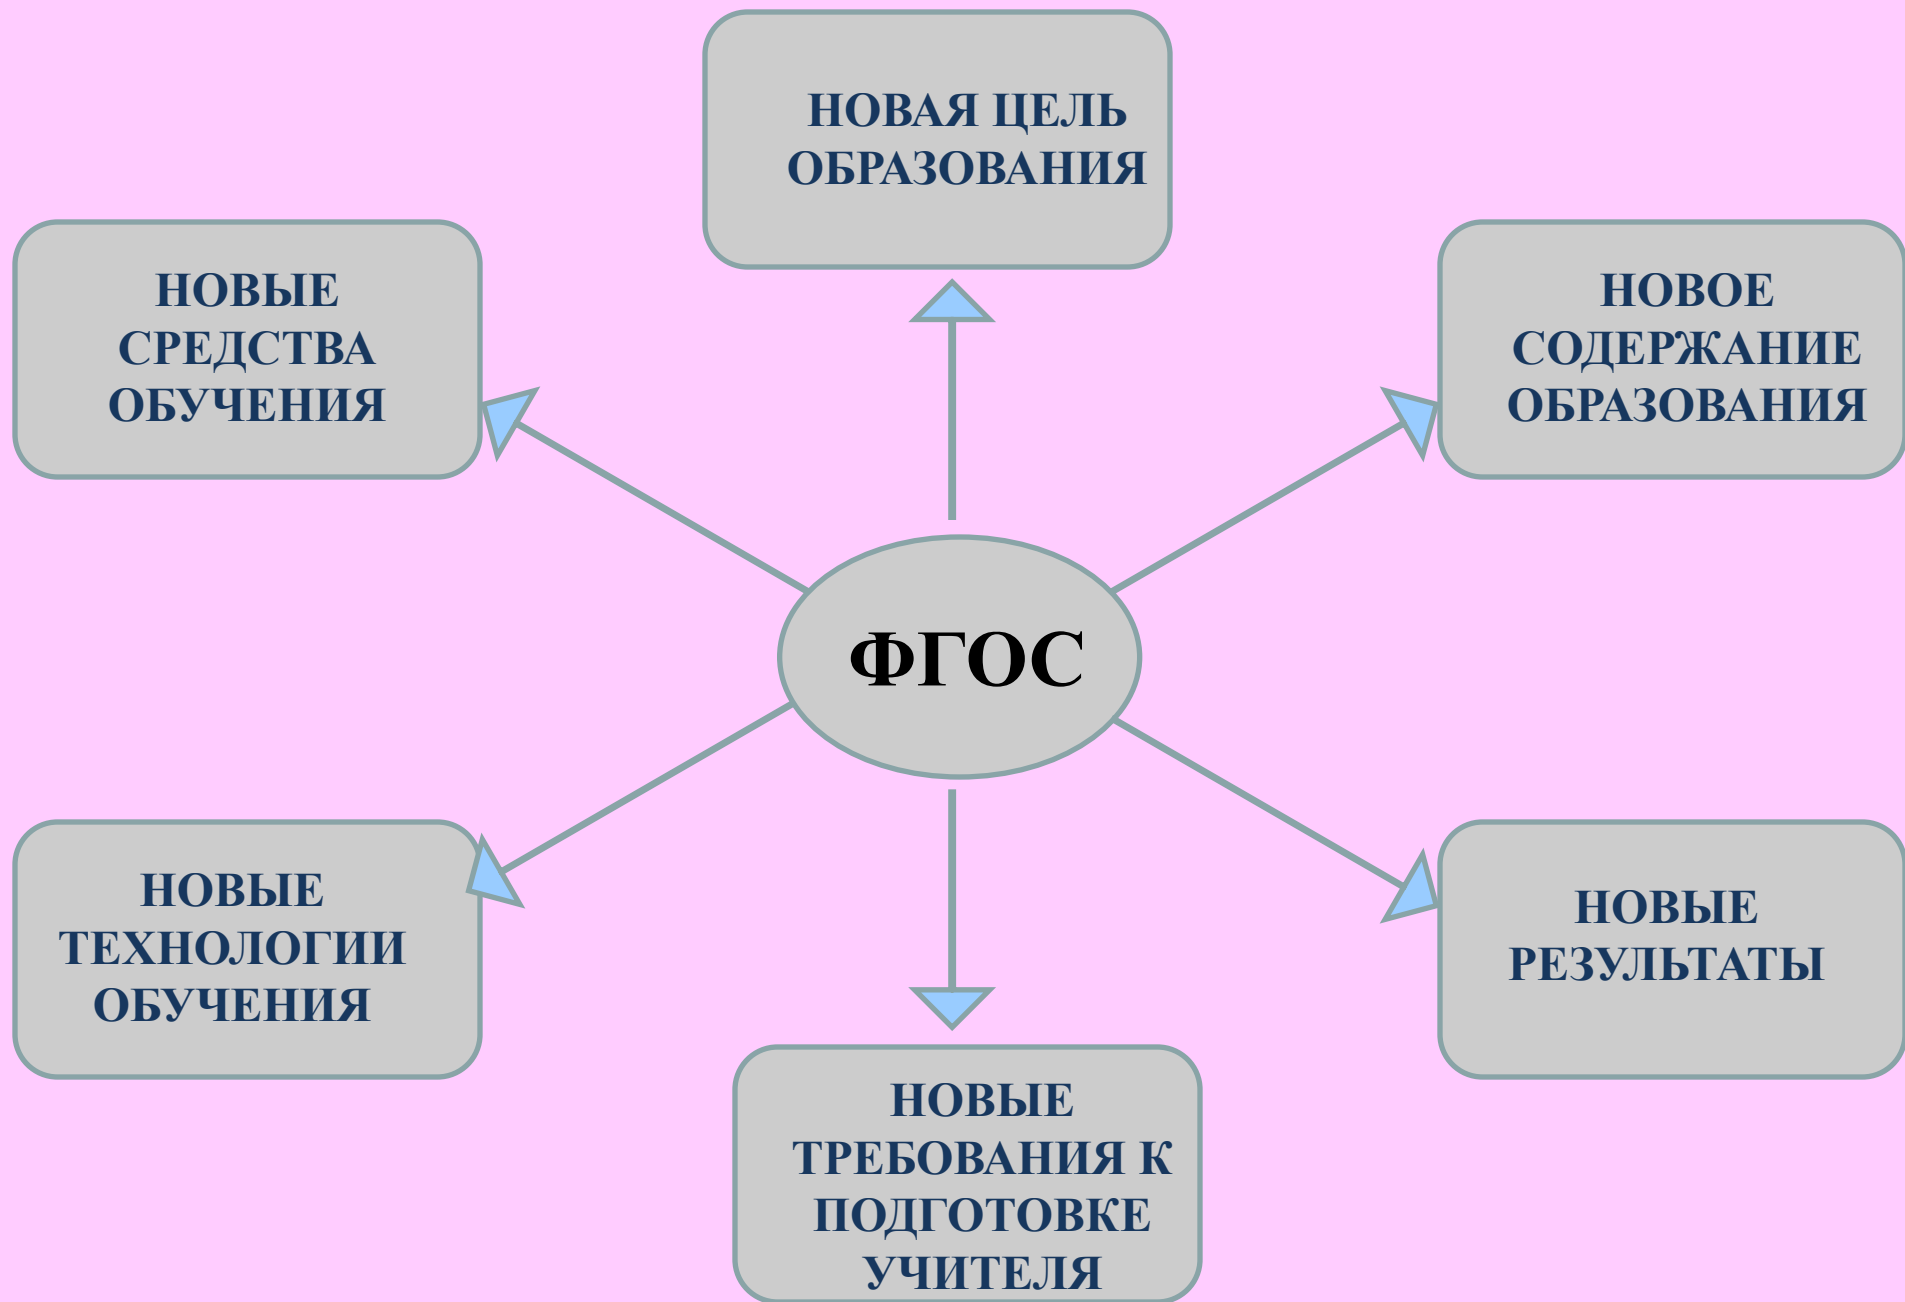 НОВАЯ ЦЕЛЬ
ОБРАЗОВАНИЯ
НОВЫЕ
СРЕДСТВА
ОБУЧЕНИЯ
НОВОЕ
СОДЕРЖАНИЕ
ОБРАЗОВАНИЯ
ФГОС
НОВЫЕ
ТЕХНОЛОГИИ
ОБУЧЕНИЯ
НОВЫЕ
РЕЗУЛЬТАТЫ
НОВЫЕ
ТРЕБОВАНИЯ К
ПОДГОТОВКЕ
УЧИТЕЛЯ